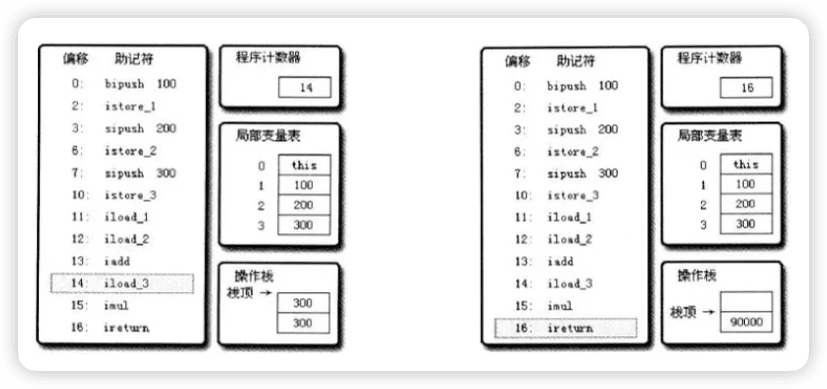 偏移 助记符
0: bipush 100
2: istore_1
3: sipush 200
6: istore_2
7: sipush 300
10: istore_3
11: iload_1
12: iload_2
13: iadd
14: iload_3
15: imul
16: ireturn
程序计数器
14
局部变量表
0 this
1 100
2 200
3 300
操作栈
栈顶 →
300
300
偏移 助记符
0: bipush 100
2: istore_1
3: sipush 200
6: istore_2
7: sipush 300
10: istore_3
11: iload_1
12: iload_2
13: iadd
14: iload_3
15: imul
16: ireturn
程序计数器
16
局部变量表
0 this
1 100
2 200
3 300
操作栈
栈顶 →
90000